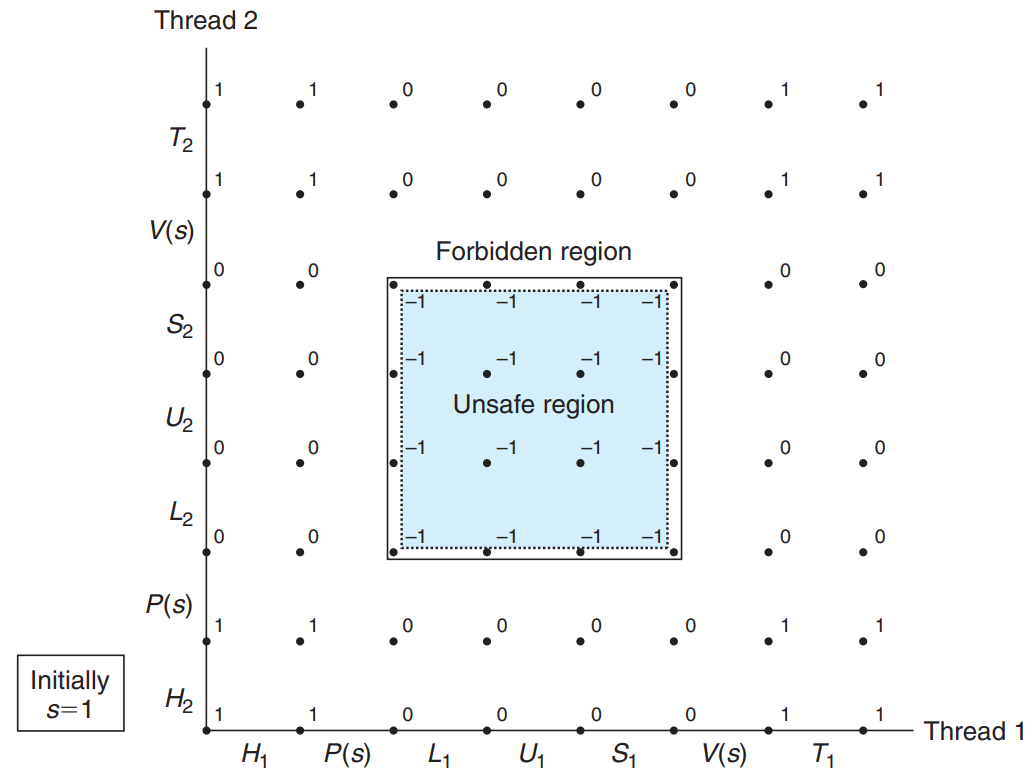 Thread 2
1 1 0 0 0 0 1 1
T2
1 1 0 0 0 0 1 1
V(s)
Forbidden region
0 0 0 0
–1 –1 –1 –1
S2
0 0 –1 –1 –1 –1 0 0
Unsafe region
U2
0 0 –1 –1 –1 –1 0 0
L2
0 0 –1 –1 –1 –1 0 0
P(s)
1 1 0 0 0 0 1 1
Initially
s=1
H2
1 1 0 0 0 0 1 1
Thread 1
H1 P(s) L1 U1 S1 V(s) T1